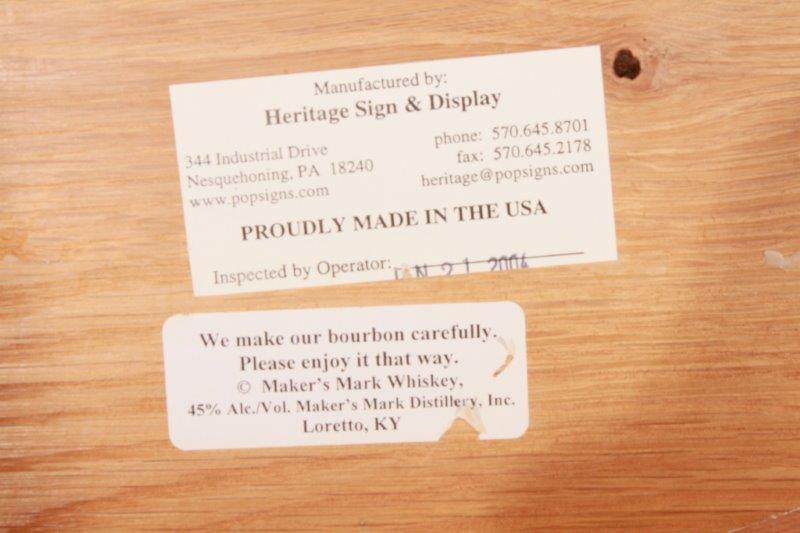 Manufactured by:
Heritage Sign & Display
344 Industrial Drive
Nesquehoning, PA 18240
www.popsigns.com
phone: 570.645.8701
fax: 570.645.2178
heritage@popsigns.com
PROUDLY MADE IN THE USA
Inspected by Operator: 21 2004
We make our bourbon carefully.
Please enjoy it that way.
© Maker's Mark Whiskey,
45% Alc./Vol. Maker's Mark Distillery, Inc.
Loretto, KY